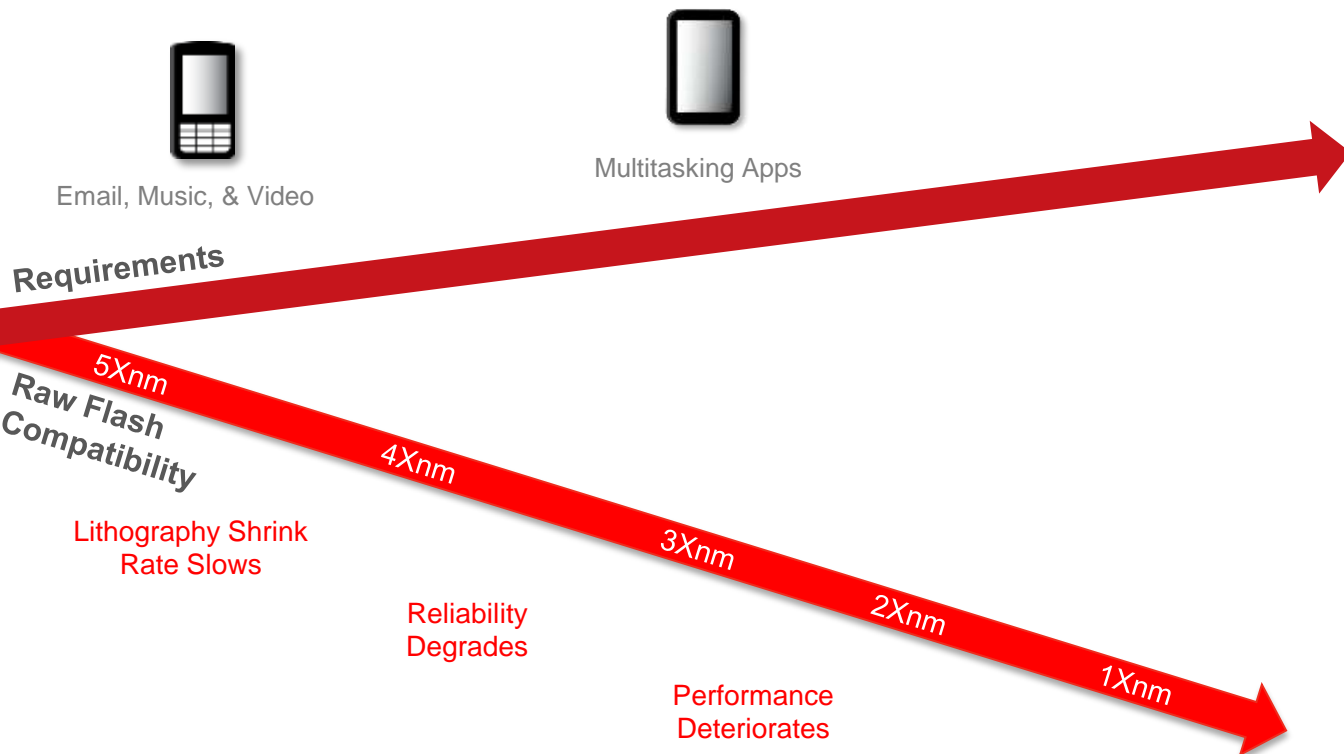 Email, Music, & Video
Multitasking Apps
Requirements
Raw Flash
Compatibility
5Xnm
4Xnm
3Xnm
2Xnm
1Xnm
Lithography Shrink
Rate Slows
Reliability
Degrades
Performance
Deteriorates